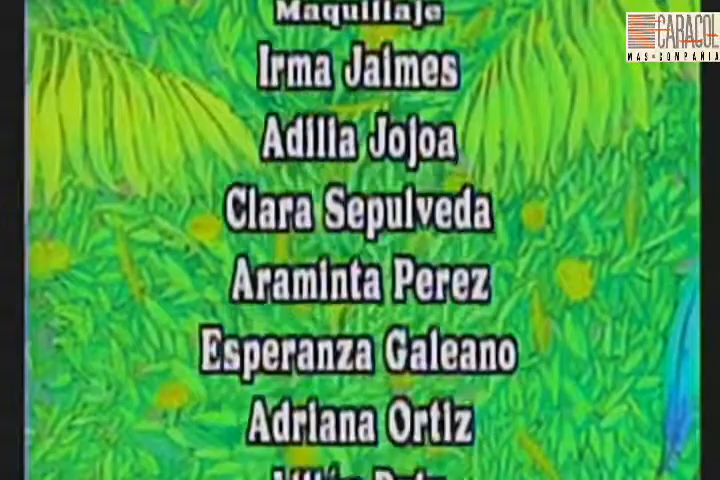 Maquillaje
CARACOL
MAS COMPAÑIA
Irma Jaimes
Adilia Jojoa
Clara Sepulveda
Araminta Perez
Esperanza Galeano
Adriana Ortiz